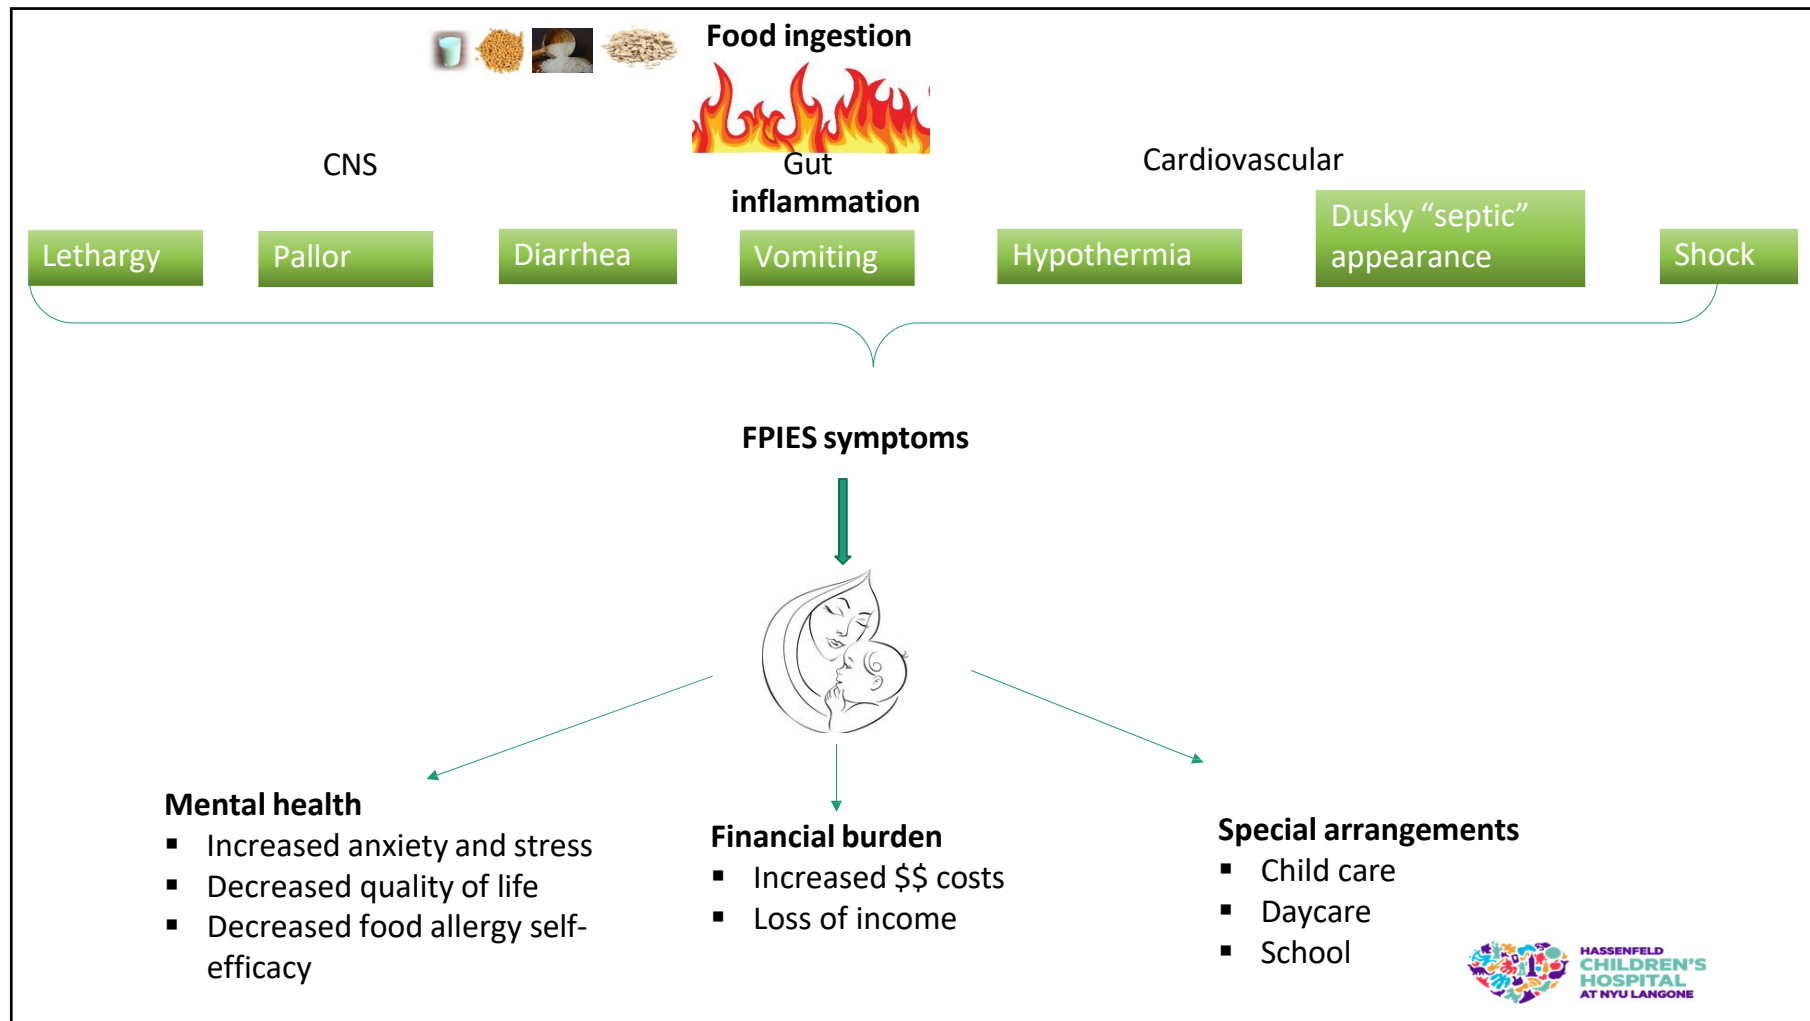 Food ingestion
CNS
Gut
inflammation
Cardiovascular
Lethargy
Pallor
Diarrhea
Vomiting
Hypothermia
Dusky “septic”
appearance
Shock
FPIES symptoms
Mental health
▪ Increased anxiety and stress
▪ Decreased quality of life
▪ Decreased food allergy self-
efficacy
Financial burden
▪ Increased $$ costs
▪ Loss of income
Special arrangements
▪ Child care
▪ Daycare
▪ School
HASSENFELD
CHILDREN'S
HOSPITAL
AT NYU LANGONE